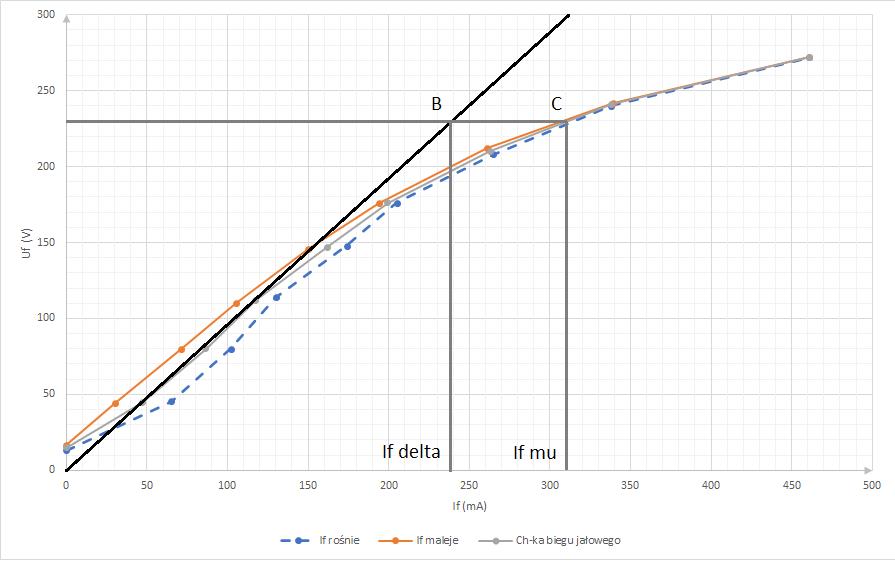 300
250
200
150
100
50
0
Uf (V)
B
C
If delta
If mu
0 50 100 150 200 250 300 350 400 450 500
If (mA)
If rośnie If maleje Ch-ka biegu jałowego